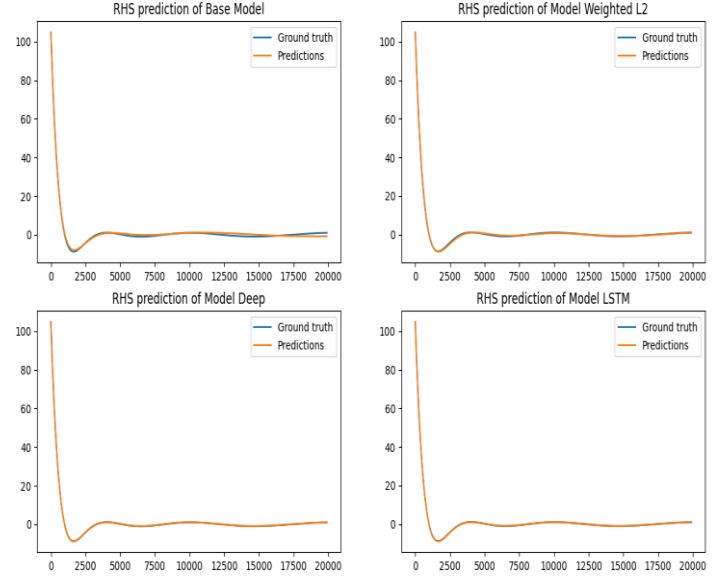 RHS prediction of Base Model
Ground truth
Predictions
100
80
60
40
20
0
0 2500 5000 7500 10000 12500 15000 17500 20000
RHS prediction of Model Weighted L2
Ground truth
Predictions
100
80
60
40
20
0
0 2500 5000 7500 10000 12500 15000 17500 20000
RHS prediction of Model Deep
Ground truth
Predictions
100
80
60
40
20
0
0 2500 5000 7500 10000 12500 15000 17500 20000
RHS prediction of Model LSTM
Ground truth
Predictions
100
80
60
40
20
0
0 2500 5000 7500 10000 12500 15000 17500 20000